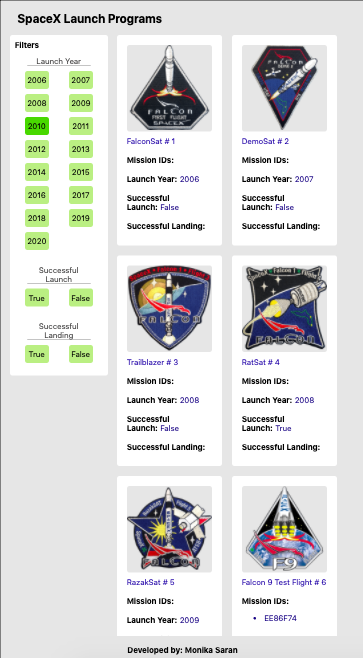 SpaceX Launch Programs
Filters
Launch Year
2006 2007
2008 2009
2010 2011
2012 2013
2014 2015
2016 2017
2018 2019
2020
Successful
Launch
True False
Successful
Landing
True False
FALCON
FIRST FLIGHT
SPACEX
FalconSat # 1
Mission IDs:
Launch Year: 2006
Successful
Launch: False
Successful Landing:
FALCON
DemoSat # 2
Mission IDs:
Launch Year: 2007
Successful
Launch: False
Successful Landing:
FALCON
Trailblazer # 3
Mission IDs:
Launch Year: 2008
Successful
Launch: False
Successful Landing:
Falcon 1
FALCON
RatSat # 4
Mission IDs:
Launch Year: 2008
Successful
Launch: True
Successful Landing:
FALCON
RazakSat # 5
Mission IDs:
Launch Year: 2009
F9
Falcon 9 Test Flight # 6
Mission IDs:
• EE86F74
Developed by: Monika Saran